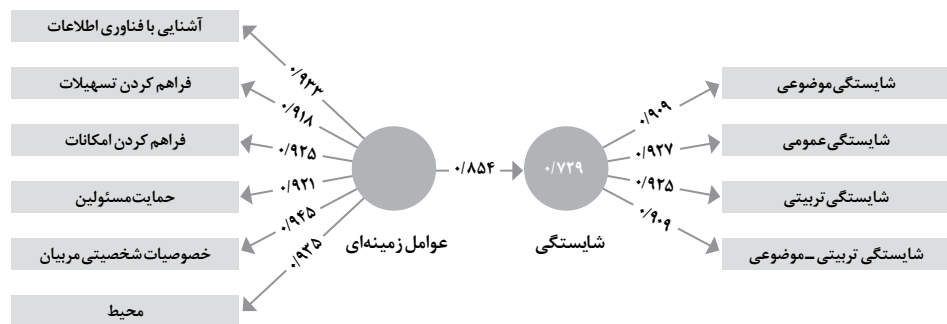 آشنایی با فناوری اطلاعات
فراهم کردن تسهیلات
فراهم کردن امکانات
حمایت مسئولین
خصوصیات شخصیتی مربیان
محیط
۰/۹۳۳
۰/۹۱۸
۰/۹۲۵
۰/۹۲۱
۰/۹۴۵
۰/۹۳۵
عوامل زمینه‌ای
۰/۸۵۴
۰/۷۲۹
شایستگی
۰/۹۰۹
۰/۹۲۷
۰/۹۲۵
۰/۹۰۹
شایستگی موضوعی
شایستگی عمومی
شایستگی تربیتی
شایستگی تربیتی ـ موضوعی